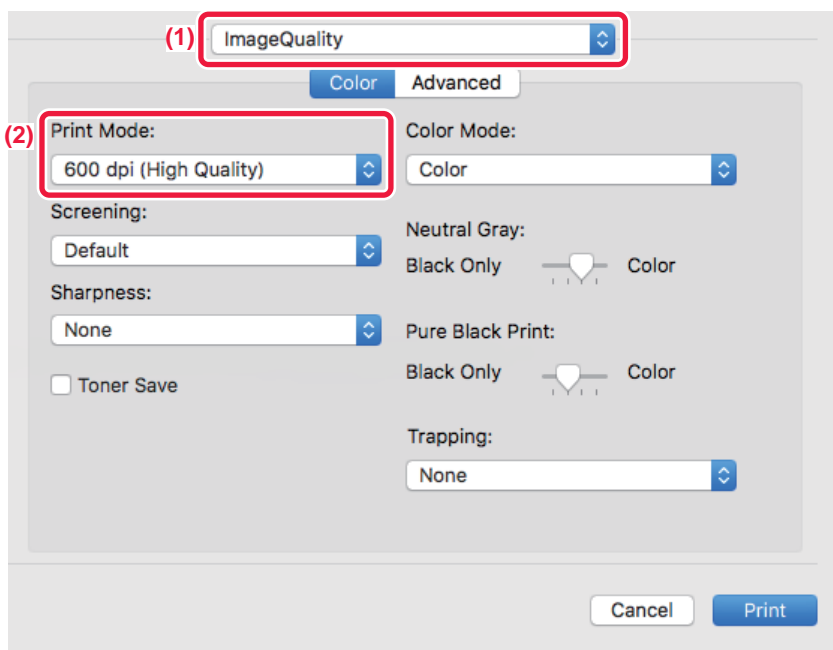 (1) ImageQuality
Color Advanced
(2) Print Mode:
600 dpi (High Quality)
Screening:
Default
Sharpness:
None
Toner Save
Color Mode:
Color
Neutral Gray:
Black Only Color
Pure Black Print:
Black Only Color
Trapping:
None
Cancel Print